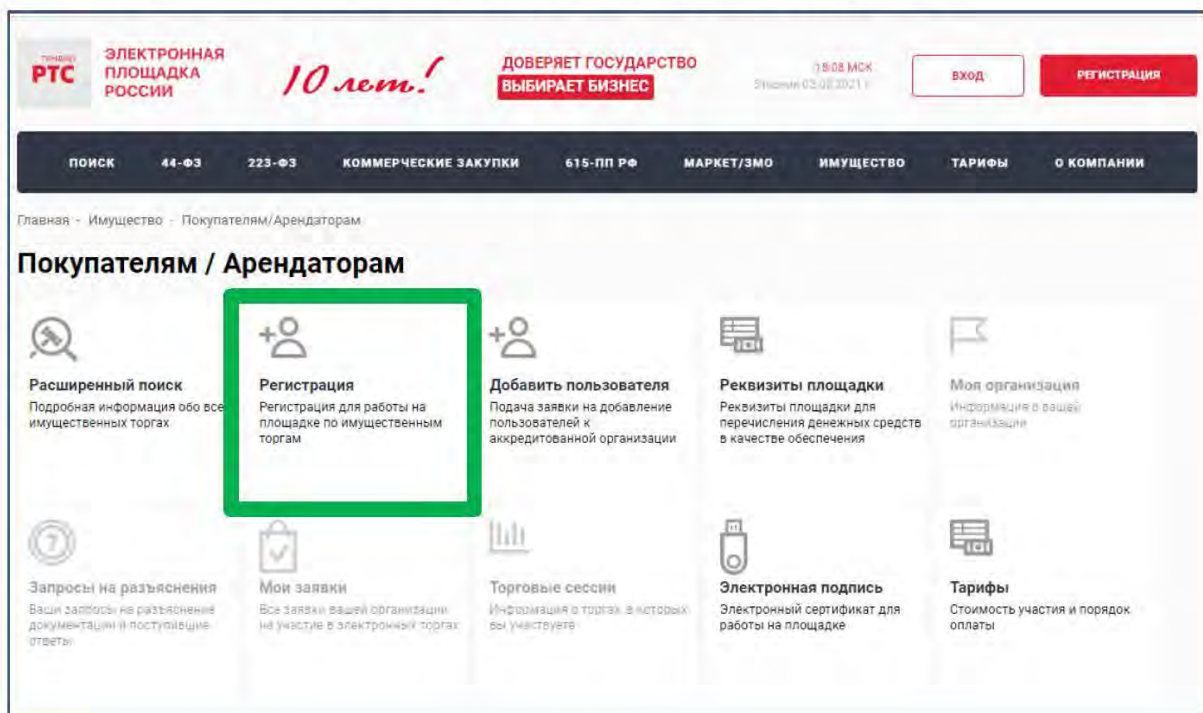 тендер
РТС
ЭЛЕКТРОННАЯ
ПЛОЩАДКА
РОССИИ
10 лет!
ДОВЕРЯЕТ ГОСУДАРСТВО
ВЫБИРАЕТ БИЗНЕС
МСК
ВХОД
РЕГИСТРАЦИЯ
ПОИСК 44-ФЗ 223-ФЗ КОММЕРЧЕСКИЕ ЗАКУПКИ 615-ПП РФ МАРКЕТ/ЗМО ИМУЩЕСТВО ТАРИФЫ О КОМПАНИИ
Главная - Имущество - Покупателям/Арендаторам
Покупателям / Арендаторам
Расширенный поиск
Подробная информация обо все
имущественных торгах
Регистрация
Регистрация для работы на
площадке по имущественным
торгам
Добавить пользователя
Подача заявки на добавление
пользователей к
аккредитованной организации
Реквизиты площадки
Реквизиты площадки для
перечисления денежных средств
в качестве обеспечения
Моя организация
Информация о вашей
организации
Запросы на разъяснения
Ваши запросы на разъяснение
документации и поступившие
ответы
Мои заявки
Все заявки вашей организации
на участие в электронных торгах
Торговые сессии
Информация о торгах, в которых
вы участвуете
Электронная подпись
Электронный сертификат для
работы на площадке
Тарифы
Стоимость участия и порядок
оплаты